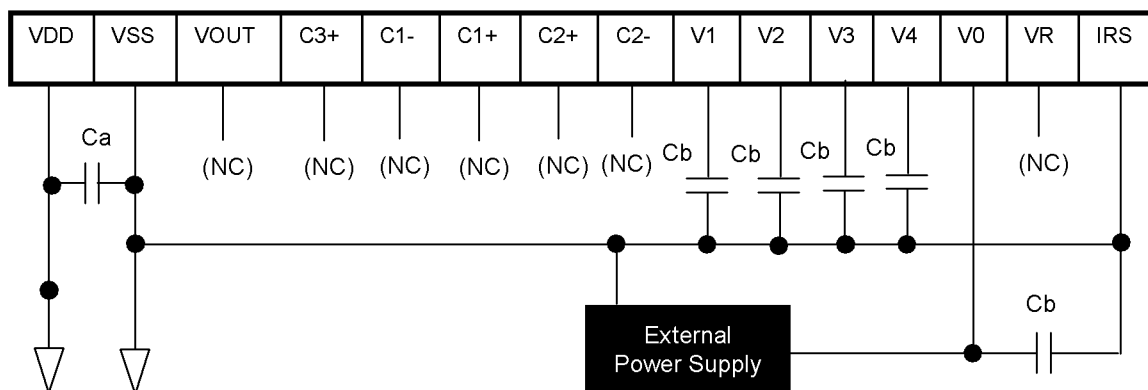 VDD VSS VOUT C3+ C1- C1+ C2+ C2- V1 V2 V3 V4 V0 VR IRS
Ca
(NC) (NC) (NC) (NC) (NC) (NC) Cb Cb Cb Cb (NC)
External
Power Supply
Cb